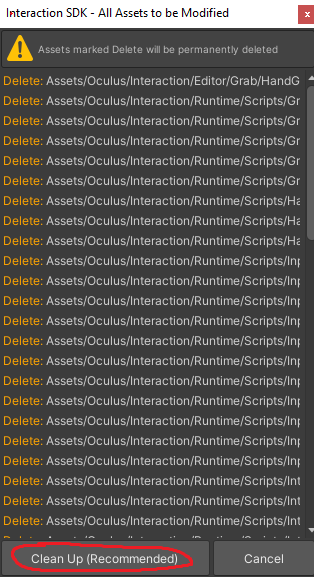 Interaction SDK - All Assets to be Modified
x
Assets marked Delete will be permanently deleted
Delete: Assets/Oculus/Interaction/Editor/Grab/HandG
Delete: Assets/Oculus/Interaction/Runtime/Scripts/Gr
Delete: Assets/Oculus/Interaction/Runtime/Scripts/Gr
Delete: Assets/Oculus/Interaction/Runtime/Scripts/Gr
Delete: Assets/Oculus/Interaction/Runtime/Scripts/Gr
Delete: Assets/Oculus/Interaction/Runtime/Scripts/Gr
Delete: Assets/Oculus/Interaction/Runtime/Scripts/Ha
Delete: Assets/Oculus/Interaction/Runtime/Scripts/Ha
Delete: Assets/Oculus/Interaction/Runtime/Scripts/Ha
Delete: Assets/Oculus/Interaction/Runtime/Scripts/Inp
Delete: Assets/Oculus/Interaction/Runtime/Scripts/Inp
Delete: Assets/Oculus/Interaction/Runtime/Scripts/Inp
Delete: Assets/Oculus/Interaction/Runtime/Scripts/Inp
Delete: Assets/Oculus/Interaction/Runtime/Scripts/Inp
Delete: Assets/Oculus/Interaction/Runtime/Scripts/Inp
Delete: Assets/Oculus/Interaction/Runtime/Scripts/Inp
Delete: Assets/Oculus/Interaction/Runtime/Scripts/Inp
Delete: Assets/Oculus/Interaction/Runtime/Scripts/Inp
Delete: Assets/Oculus/Interaction/Runtime/Scripts/Inp
Delete: Assets/Oculus/Interaction/Runtime/Scripts/Int
Delete: Assets/Oculus/Interaction/Runtime/Scripts/Int
Delete: Assets/Oculus/Interaction/Runtime/Scripts/Int
Delete: Assets/Oculus/Interaction/Runtime/Scripts/Int
Delete: Assets/Oculus/Interaction/Runtime/Scripts/Int
Clean Up (Recommended)
Cancel